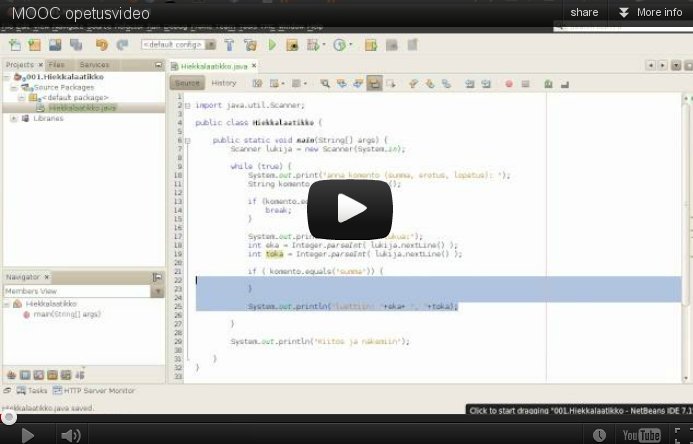 MOOC opetusvideo
share
More info
<default config>
Projects
Files
Services
Hiekkalaatikko.java
001.Hiekkalaatikko
Source Packages
<default package>
Hiekkalaatikko.java
Libraries
Source
History
1
2 import java.util.Scanner;
3
4 public class Hiekkalaatikko {
5
6 public static void main(String[] args) {
7 Scanner lukija = new Scanner(System.in);
8
9 while (true) {
10 System.out.print("anna komento (summa, erotus, lopetus): ");
11 String komento
12
13 if (komento.eq
14 break;
15 }
16
17 System.out.print
18 int eka = Integer.parseInt( lukija.nextLine() );
19 int toka = Integer.parseInt( lukija.nextLine() );
20
21 if ( komento.equals("summa")) {
22
23 }
24
25 System.out.println("luettiin: "+eka+ ", "+toka);
26
27 }
28
29 System.out.println("Kiitos ja näkemiin");
30
31 }
32 }
33
Navigator
Members View
Hiekkalaatikko
main(String[] args)
Tasks
HTTP Server Monitor
Hiekkalaatikko.java saved.
Click to start dragging "001.Hiekkalaatikko - NetBeans IDE 7.1
YouTube